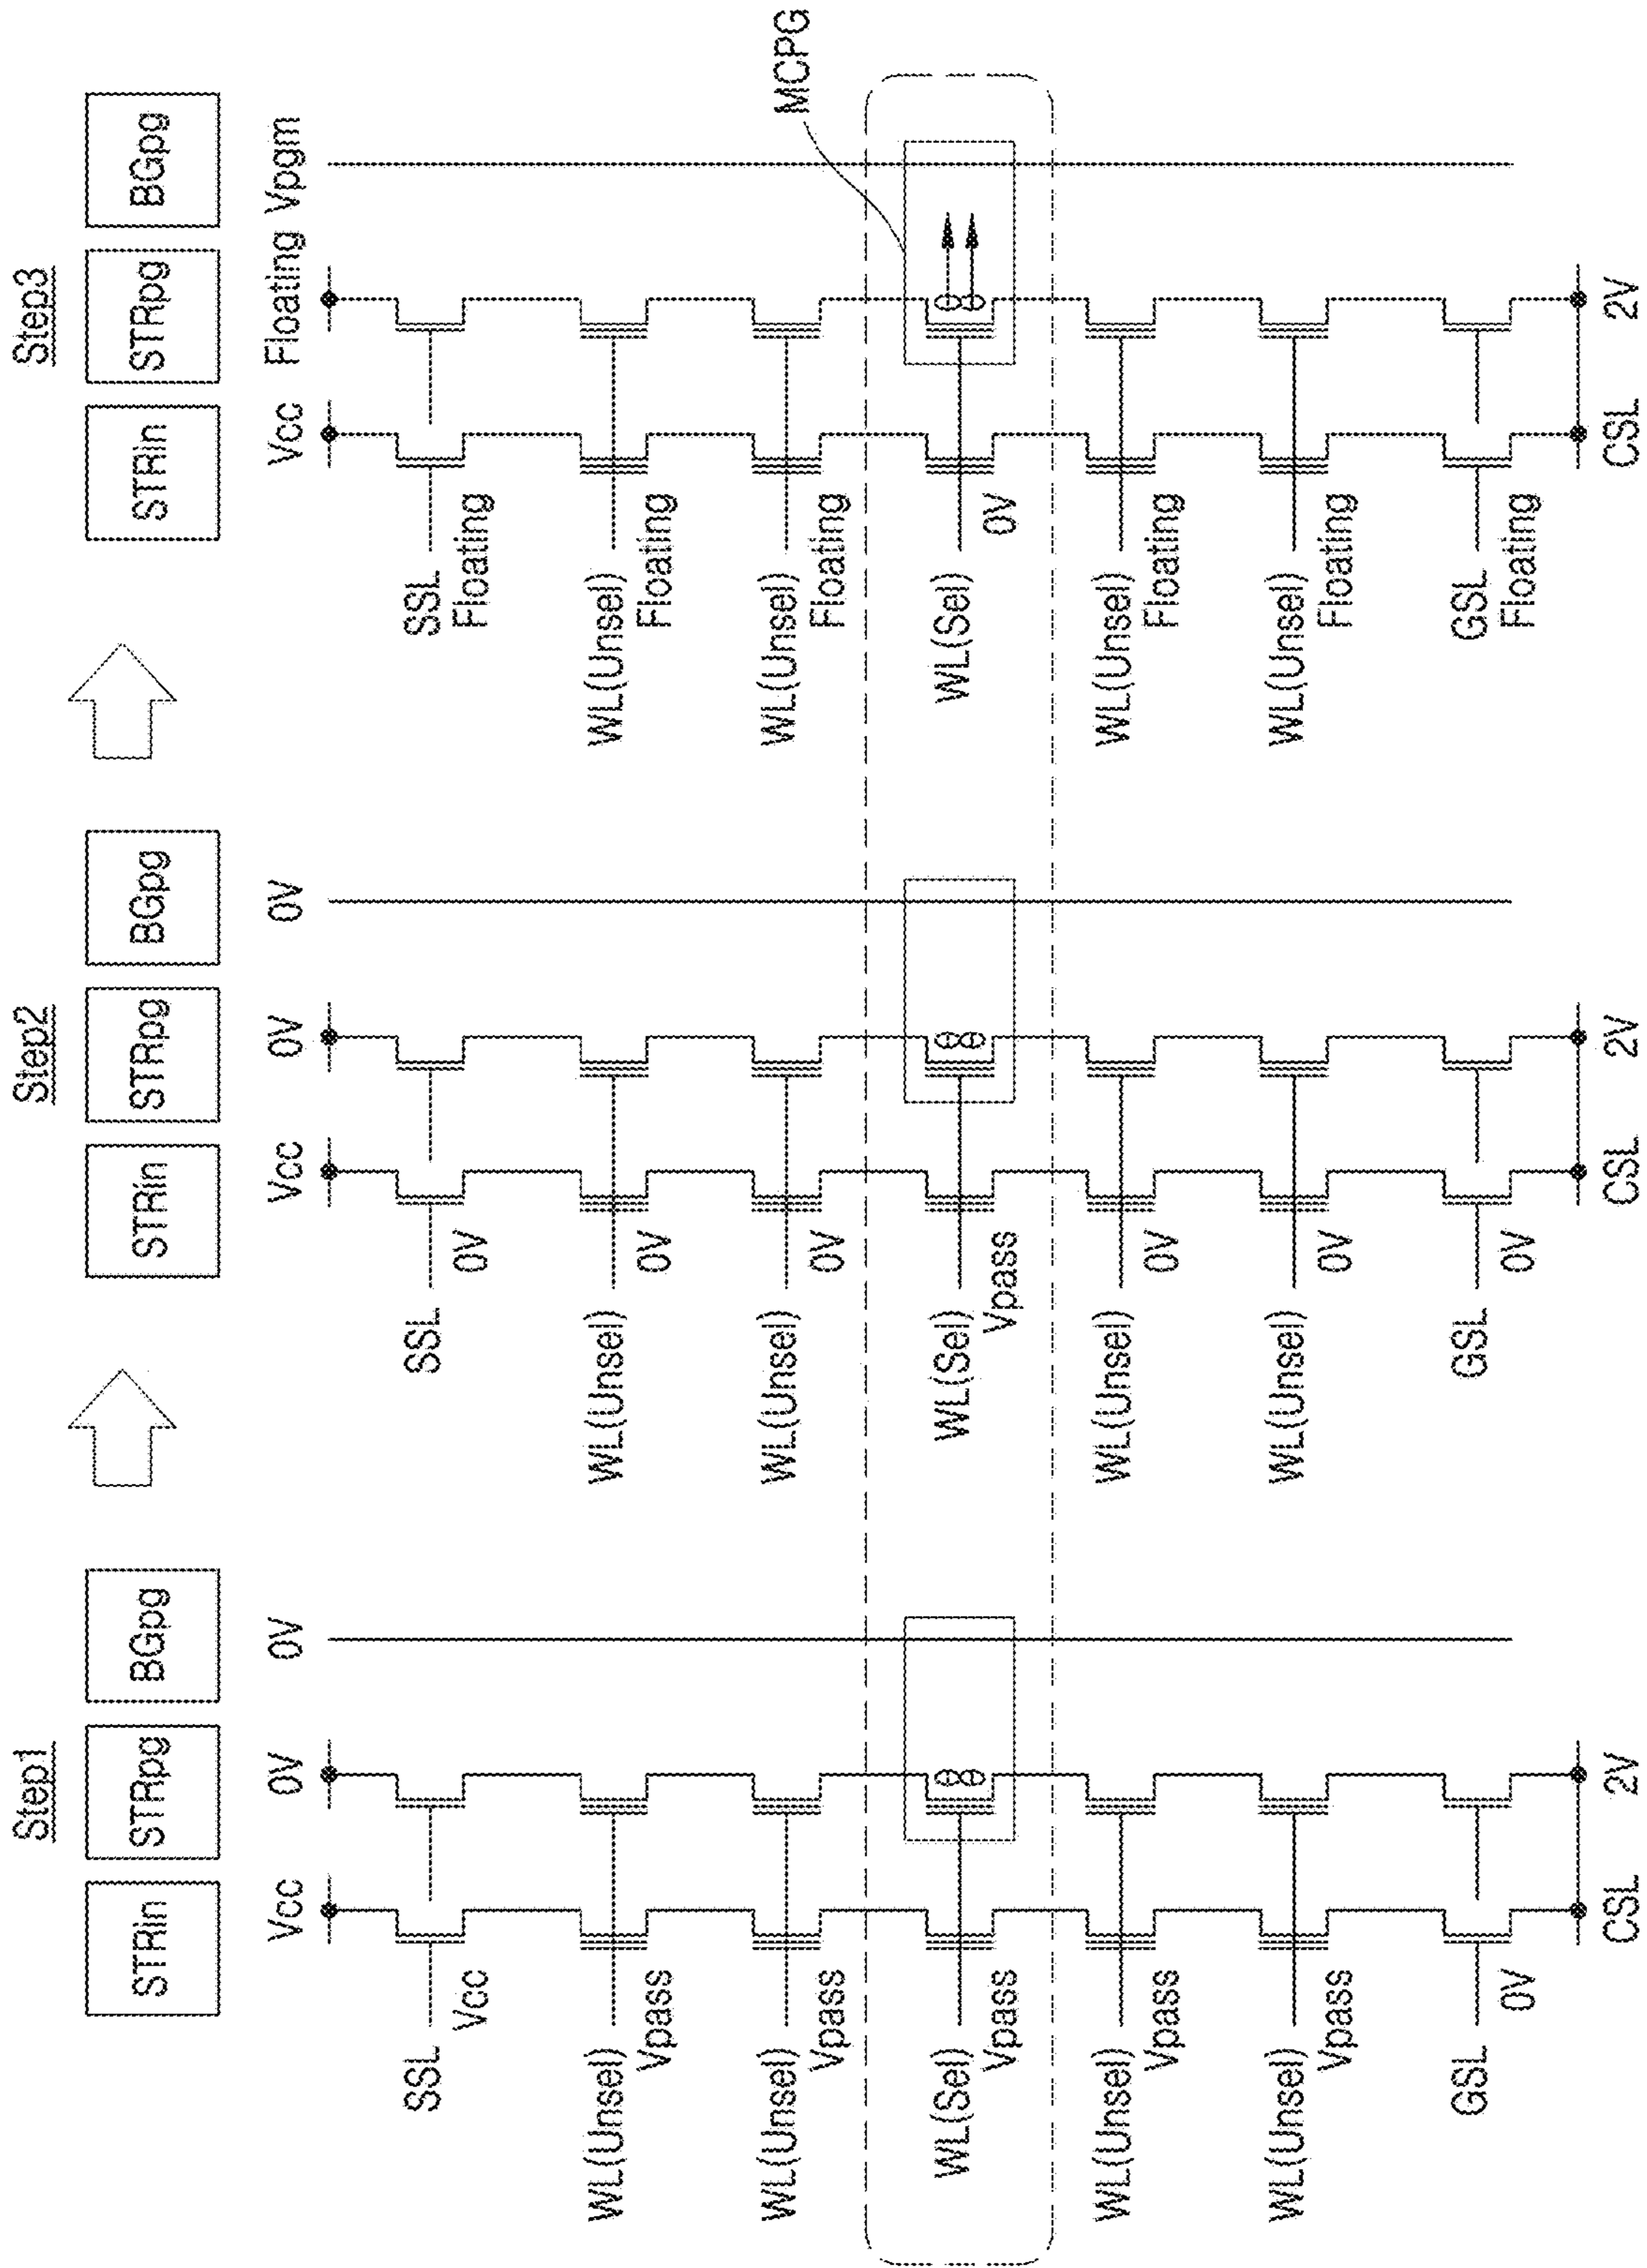 Step1
STRin STRpg BGpg
Vcc 0V 0V
SSL
Vcc
WL(Unsel)
Vpass
WL(Unsel)
Vpass
WL(Sel)
Vpass
WL(Unsel)
Vpass
WL(Unsel)
Vpass
GSL
0V
CSL 2V
Step2
STRin STRpg BGpg
Vcc 0V 0V
SSL
0V
WL(Unsel)
0V
WL(Unsel)
0V
WL(Sel)
Vpass
WL(Unsel)
0V
WL(Unsel)
0V
GSL
0V
CSL 2V
Step3
STRin STRpg BGpg
Vcc Floating Vpgm
SSL
Floating
WL(Unsel)
Floating
WL(Unsel)
Floating
MCPG
WL(Sel)
0V
WL(Unsel)
Floating
WL(Unsel)
Floating
GSL
Floating
CSL 2V